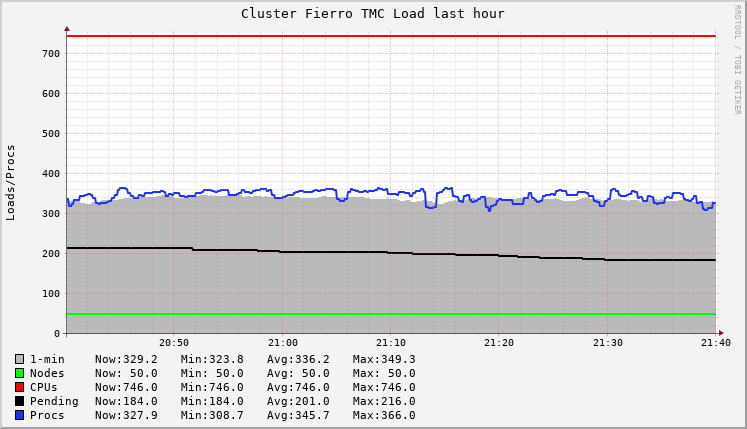 Cluster Fierro TMC Load last hour
RRDTOOL / TOBI OETIKER
Loads/Procs
700
600
500
400
300
200
100
0
20:50 21:00 21:10 21:20 21:30 21:40
1-min Now:329.2 Min:323.8 Avg:336.2 Max:349.3
Nodes Now: 50.0 Min: 50.0 Avg: 50.0 Max: 50.0
CPUs Now:746.0 Min:746.0 Avg:746.0 Max:746.0
Pending Now:184.0 Min:184.0 Avg:201.0 Max:216.0
Procs Now:327.9 Min:308.7 Avg:345.7 Max:366.0